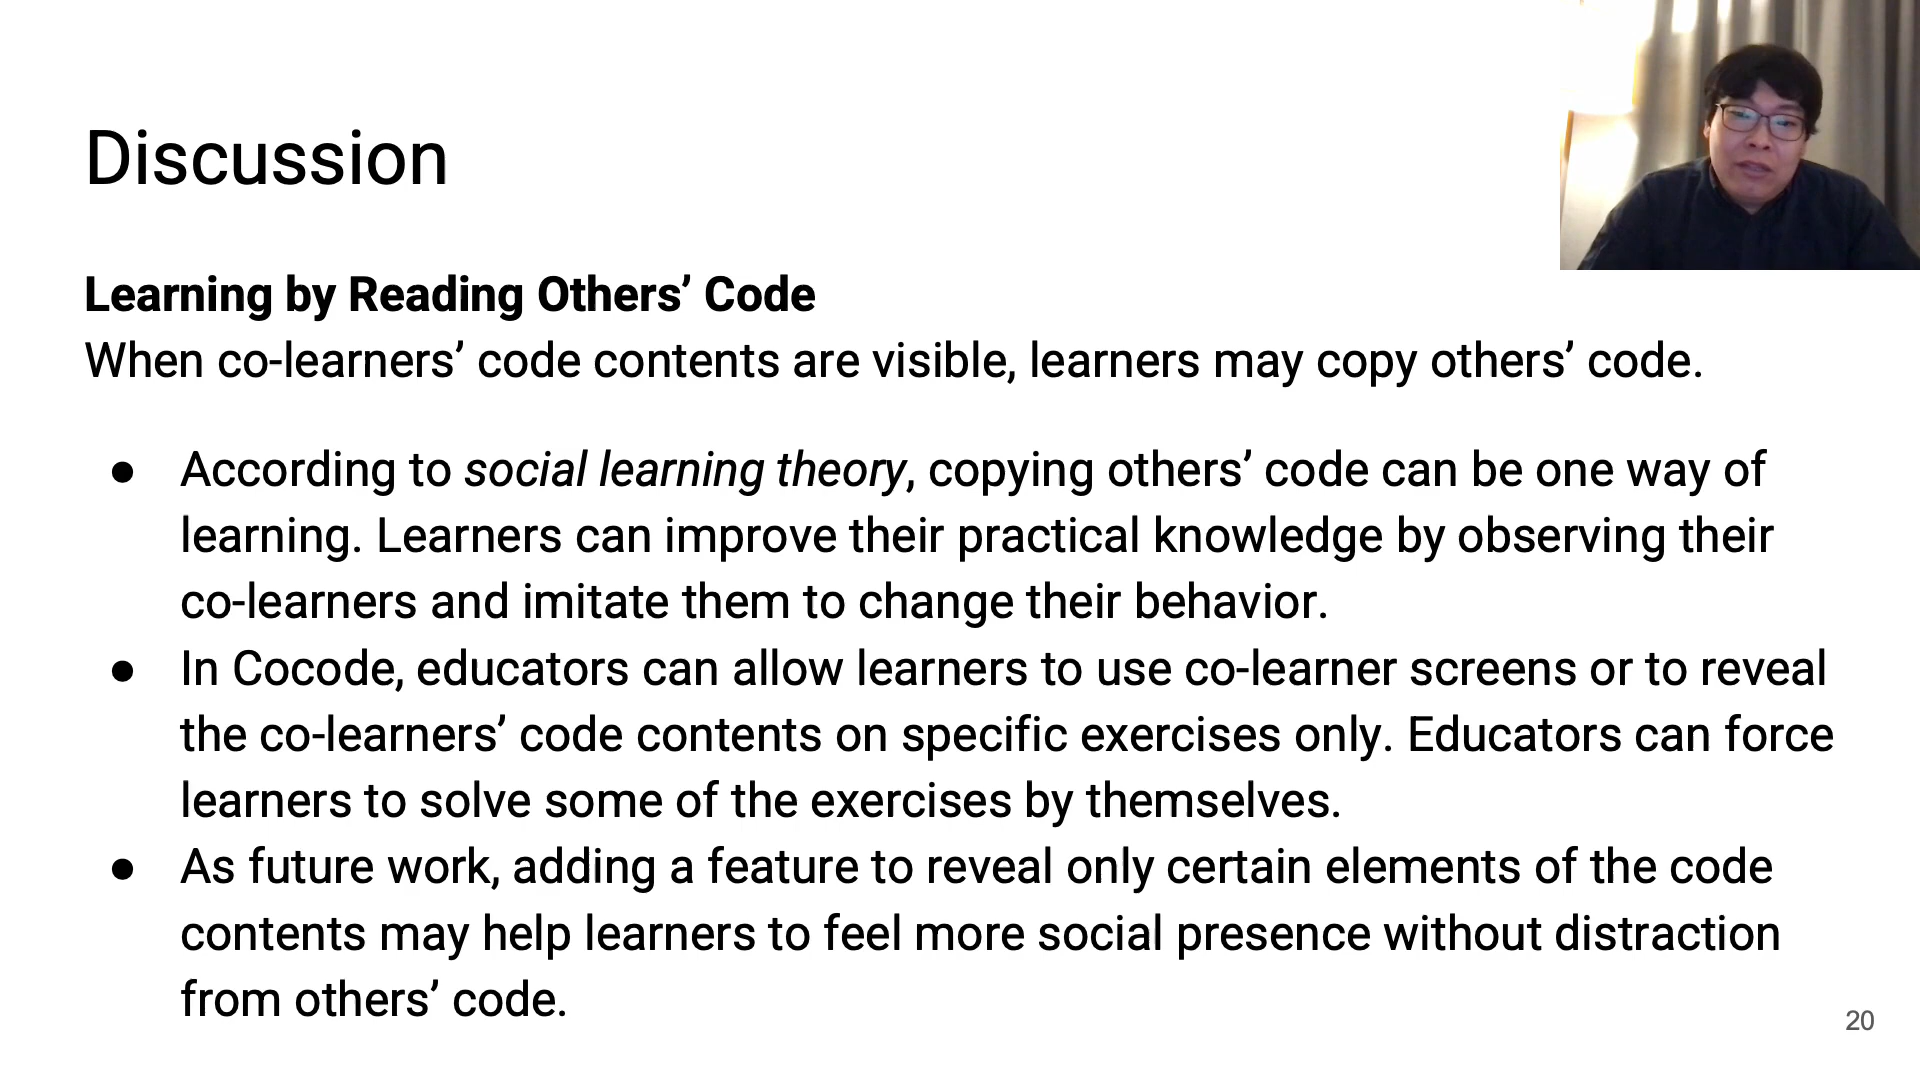 Discussion
Learning by Reading Others’ Code
When co-learners’ code contents are visible, learners may copy others’ code.
● According to social learning theory, copying others’ code can be one way of
learning. Learners can improve their practical knowledge by observing their
co-learners and imitate them to change their behavior.
● In Cocode, educators can allow learners to use co-learner screens or to reveal
the co-learners’ code contents on specific exercises only. Educators can force
learners to solve some of the exercises by themselves.
● As future work, adding a feature to reveal only certain elements of the code
contents may help learners to feel more social presence without distraction
from others’ code.
20